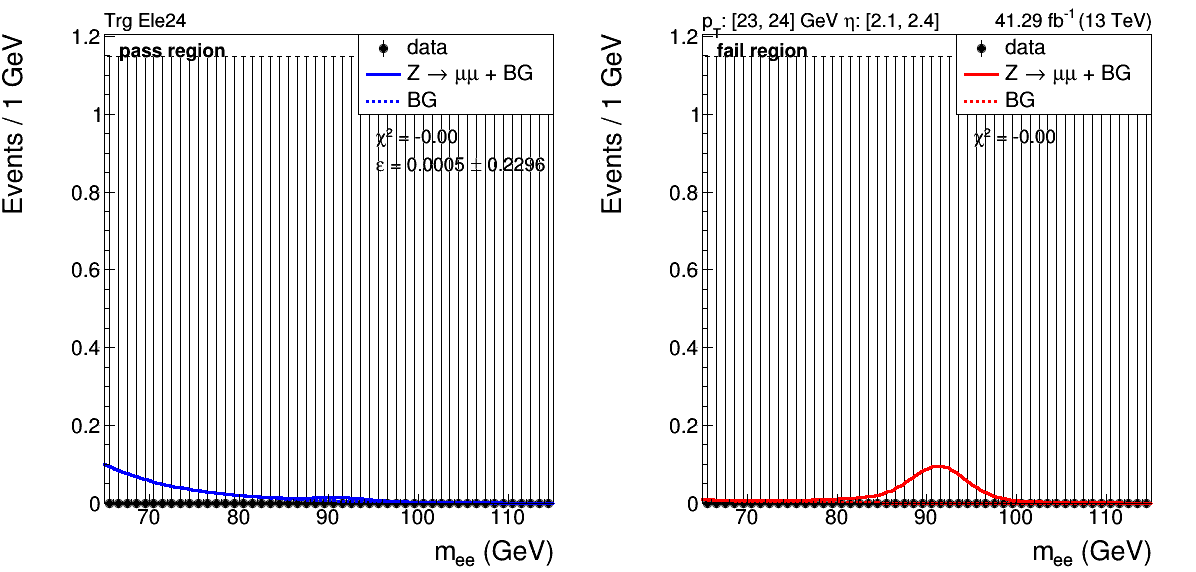 Trg Ele24
pass region
data
Z → μμ + BG
BG
χ² = -0.00
ε = 0.0005 ± 0.2296
Events / 1 GeV
1.2
1
0.8
0.6
0.4
0.2
0
70 80 90 100 110
mee (GeV)
pT: [23, 24] GeV η: [2.1, 2.4] 41.29 fb-1 (13 TeV)
fail region
data
Z → μμ + BG
BG
χ² = -0.00
Events / 1 GeV
1.2
1
0.8
0.6
0.4
0.2
0
70 80 90 100 110
mee (GeV)